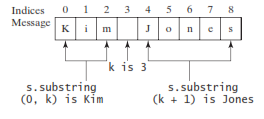 Indices 0 1 2 3 4 5 6 7 8
Message K i m J o n e s
k is 3
s.substring s.substring
(0, k) is Kim (k + 1) is Jones